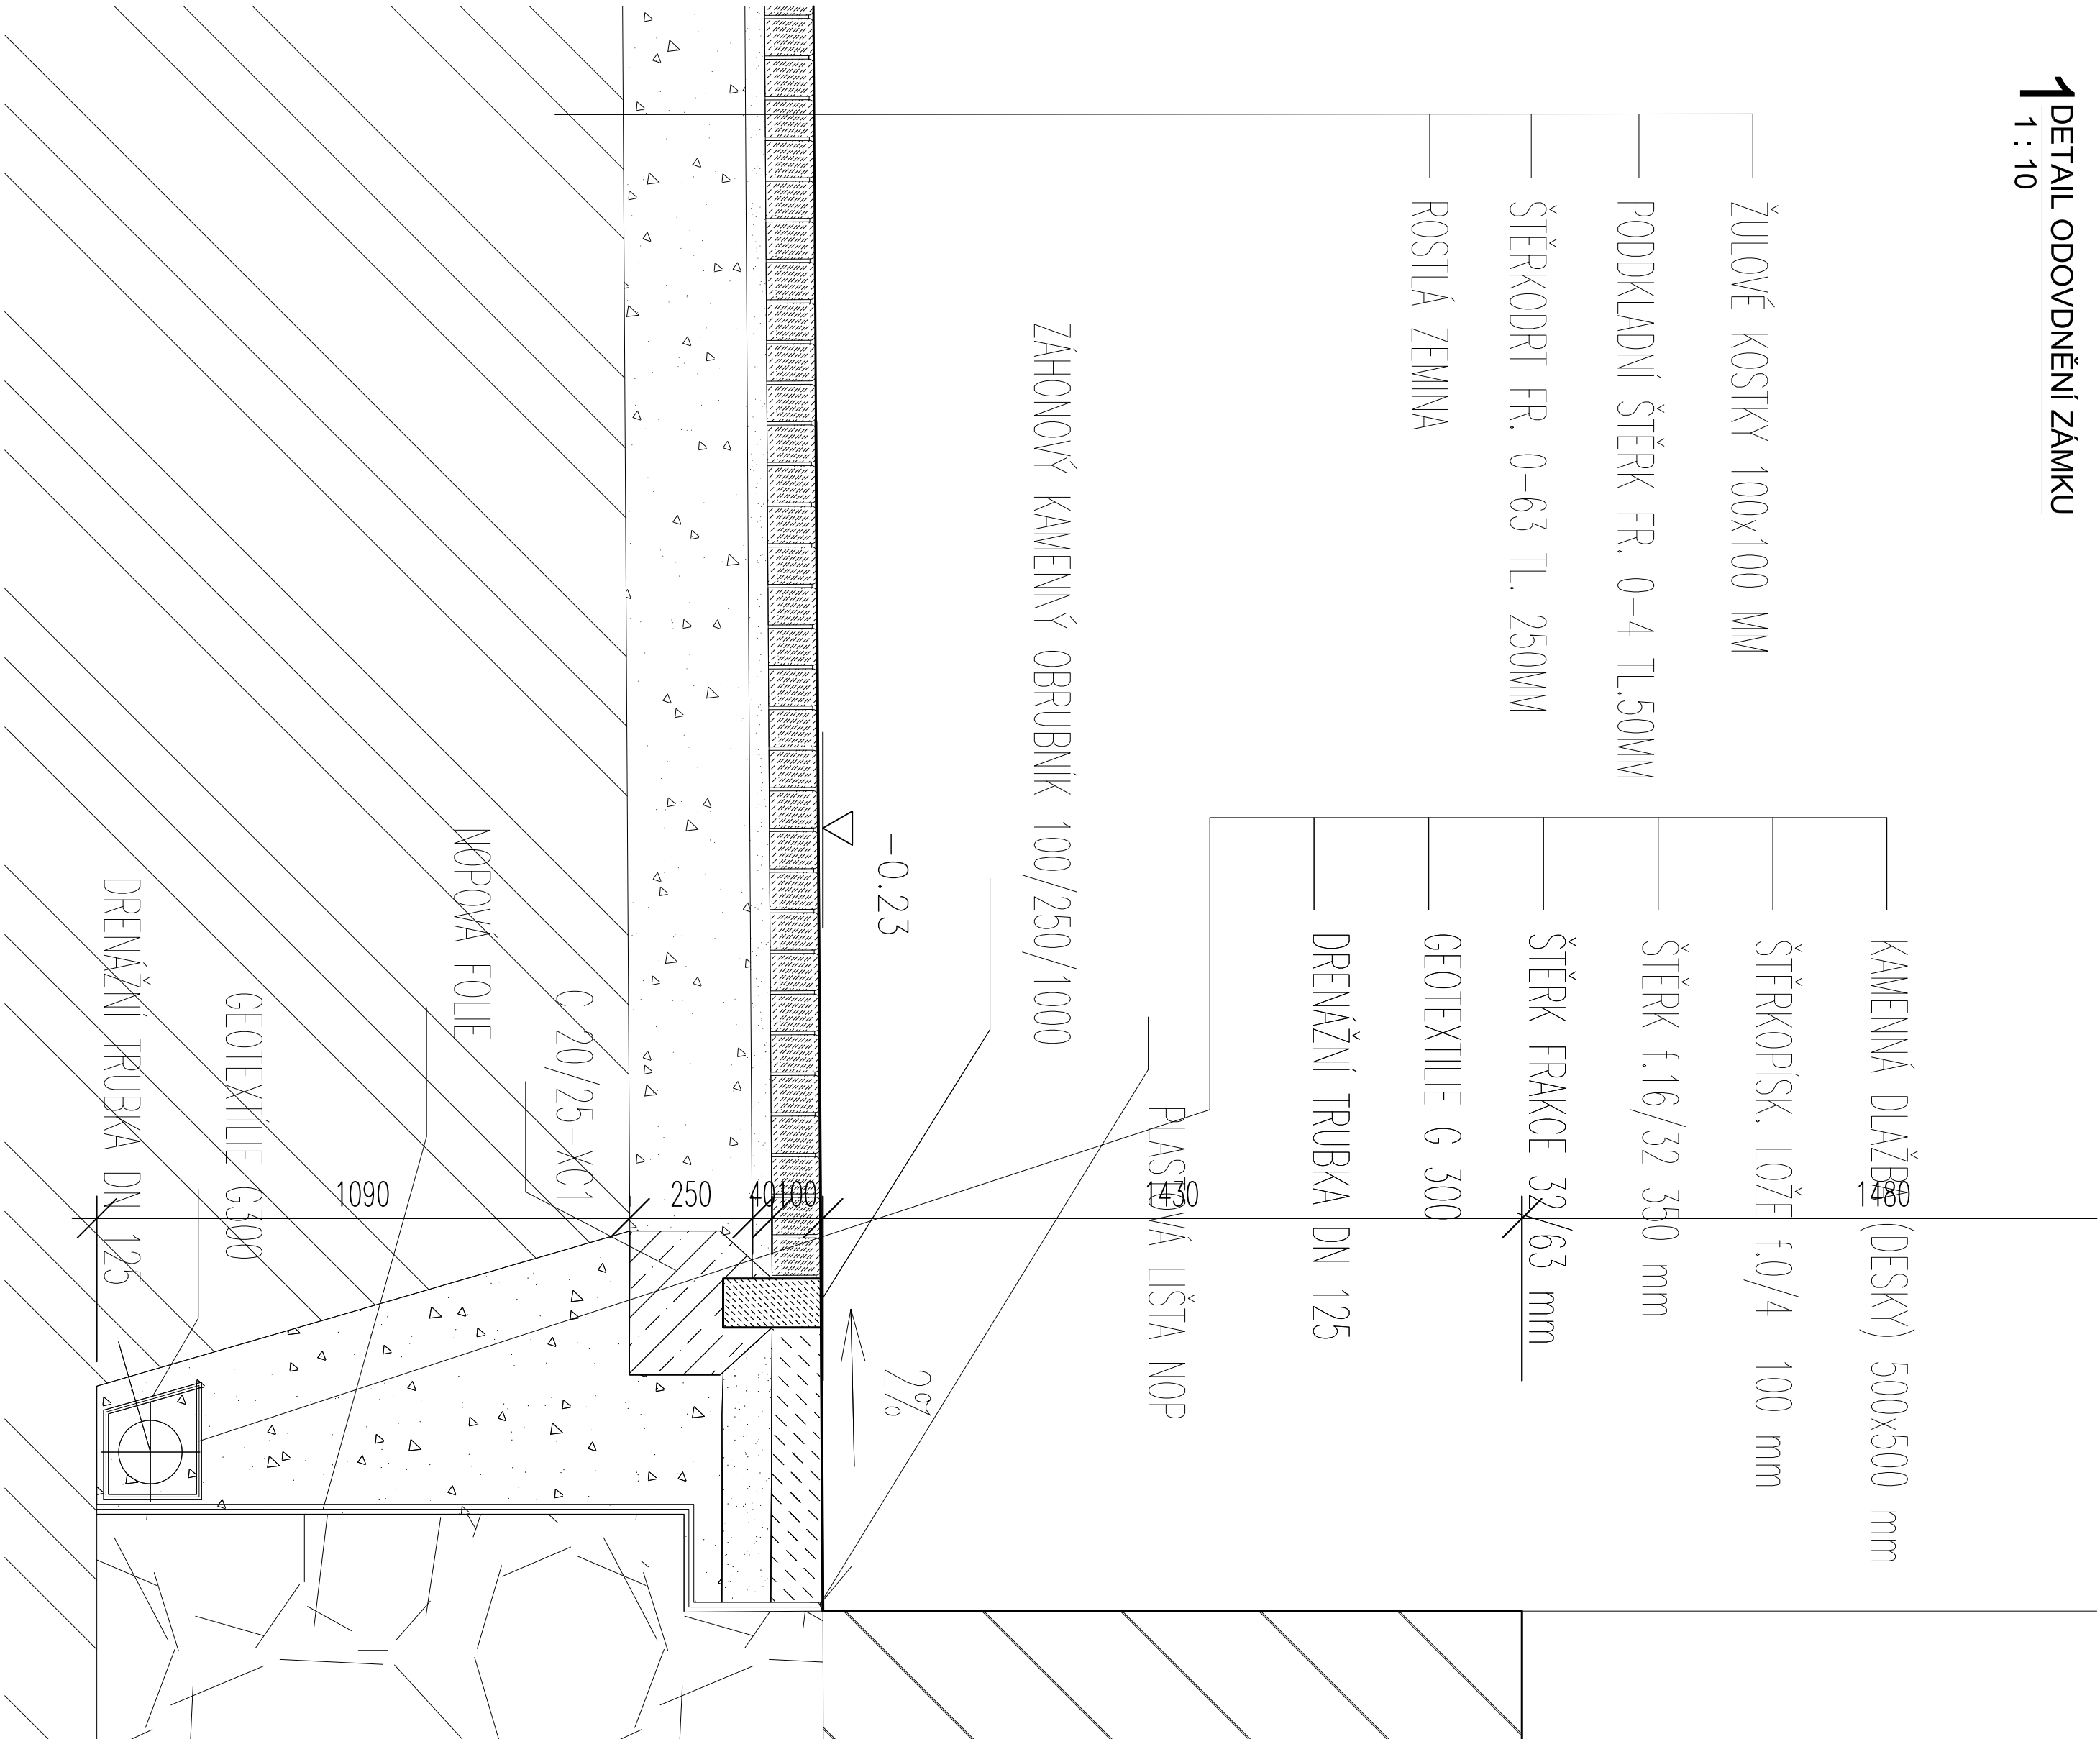 1 DETAIL ODOVDNĚNÍ ZÁMKU
1 : 10
ŽULOVÉ KOSTKY 100x100 MM
PODDKLADNÍ ŠTĚRK FR. 0-4 TL.50MM
ŠTĚRKODRT FR. 0-63 TL. 250MM
ROSTLÁ ZEMINA
KAMENNÁ DLAŽBA (DESKY) 500x500 mm
ŠTĚRKOPÍSK. LOŽE f.0/4 100 mm
ŠTĚRK f.16/32 350 mm
ŠTĚRK FRAKCE 32/63 mm
GEOTEXTILIE G 300
DRENÁŽNÍ TRUBKA DN 125
PLASTOVÁ LIŠTA NOP
ZÁHONOVÝ KAMENNÝ OBRUBNÍK 100/250/1000
-0.23
2%
C 20/25-XC1
NOPOVÁ FOLIE
GEOTEXTÍLIE G300
DRENÁŽNÍ TRUBKA DN 125
1090
250
40
100
1430
1480